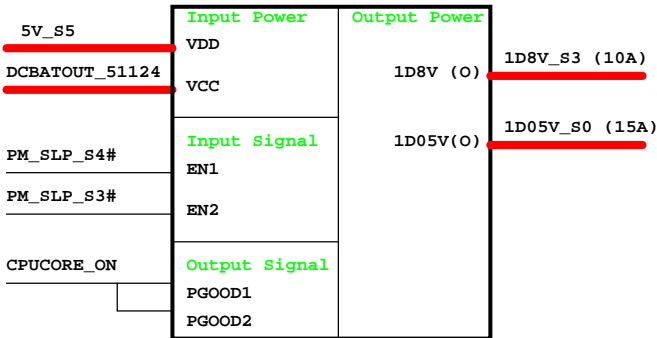 Input Power
Output Power
5V_S5
VDD
DCBATOUT_51124
VCC
1D8V (O)
1D8V_S3 (10A)
Input Signal
1D05V(O)
1D05V_S0 (15A)
PM_SLP_S4#
EN1
PM_SLP_S3#
EN2
CPUCORE_ON
Output Signal
PGOOD1
PGOOD2